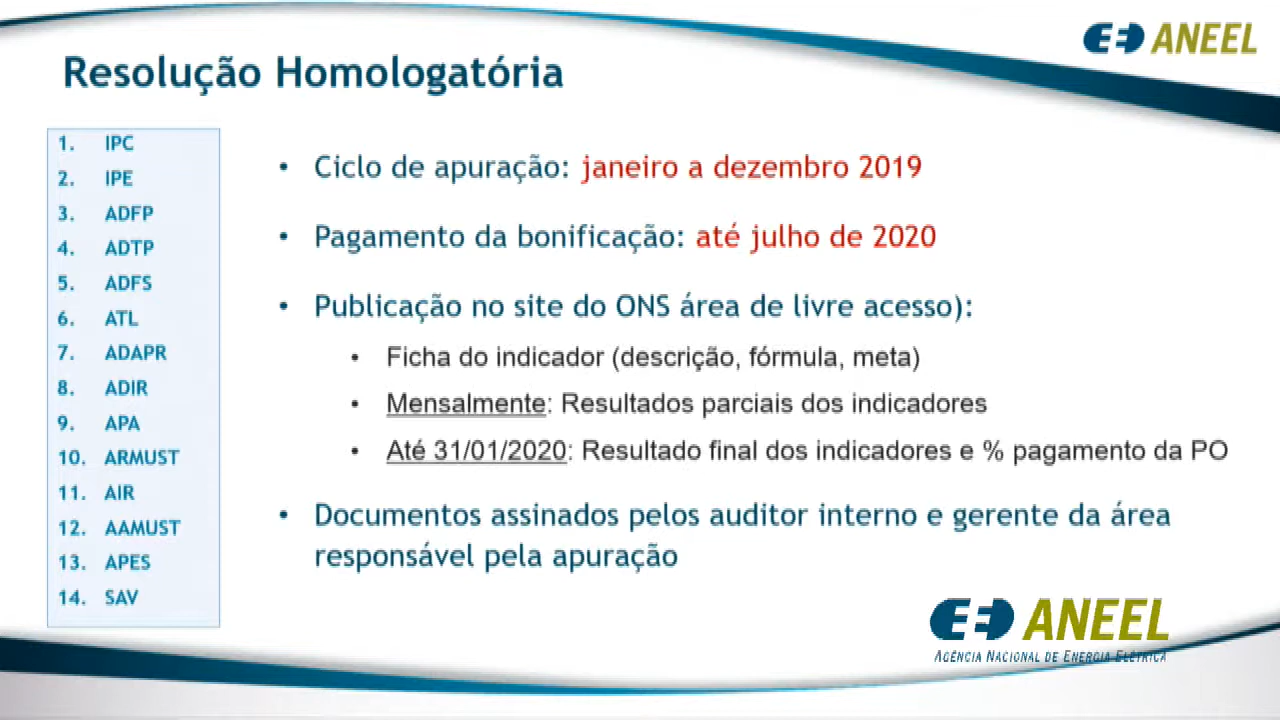 ANEEL
Resolução Homologatória
1. IPC
2. IPE
3. ADFP
4. ADTP
5. ADFS
6. ATL
7. ADAPR
8. ADIR
9. APA
10. ARMUST
11. AIR
12. AAMUST
13. APES
14. SAV
• Ciclo de apuração: janeiro a dezembro 2019
• Pagamento da bonificação: até julho de 2020
• Publicação no site do ONS área de livre acesso):
• Ficha do indicador (descrição, fórmula, meta)
• Mensalmente: Resultados parciais dos indicadores
• Até 31/01/2020: Resultado final dos indicadores e % pagamento da PO
• Documentos assinados pelos auditor interno e gerente da área
responsável pela apuração
ANEEL
AGÊNCIA NACIONAL DE ENERGIA ELÉTRICA